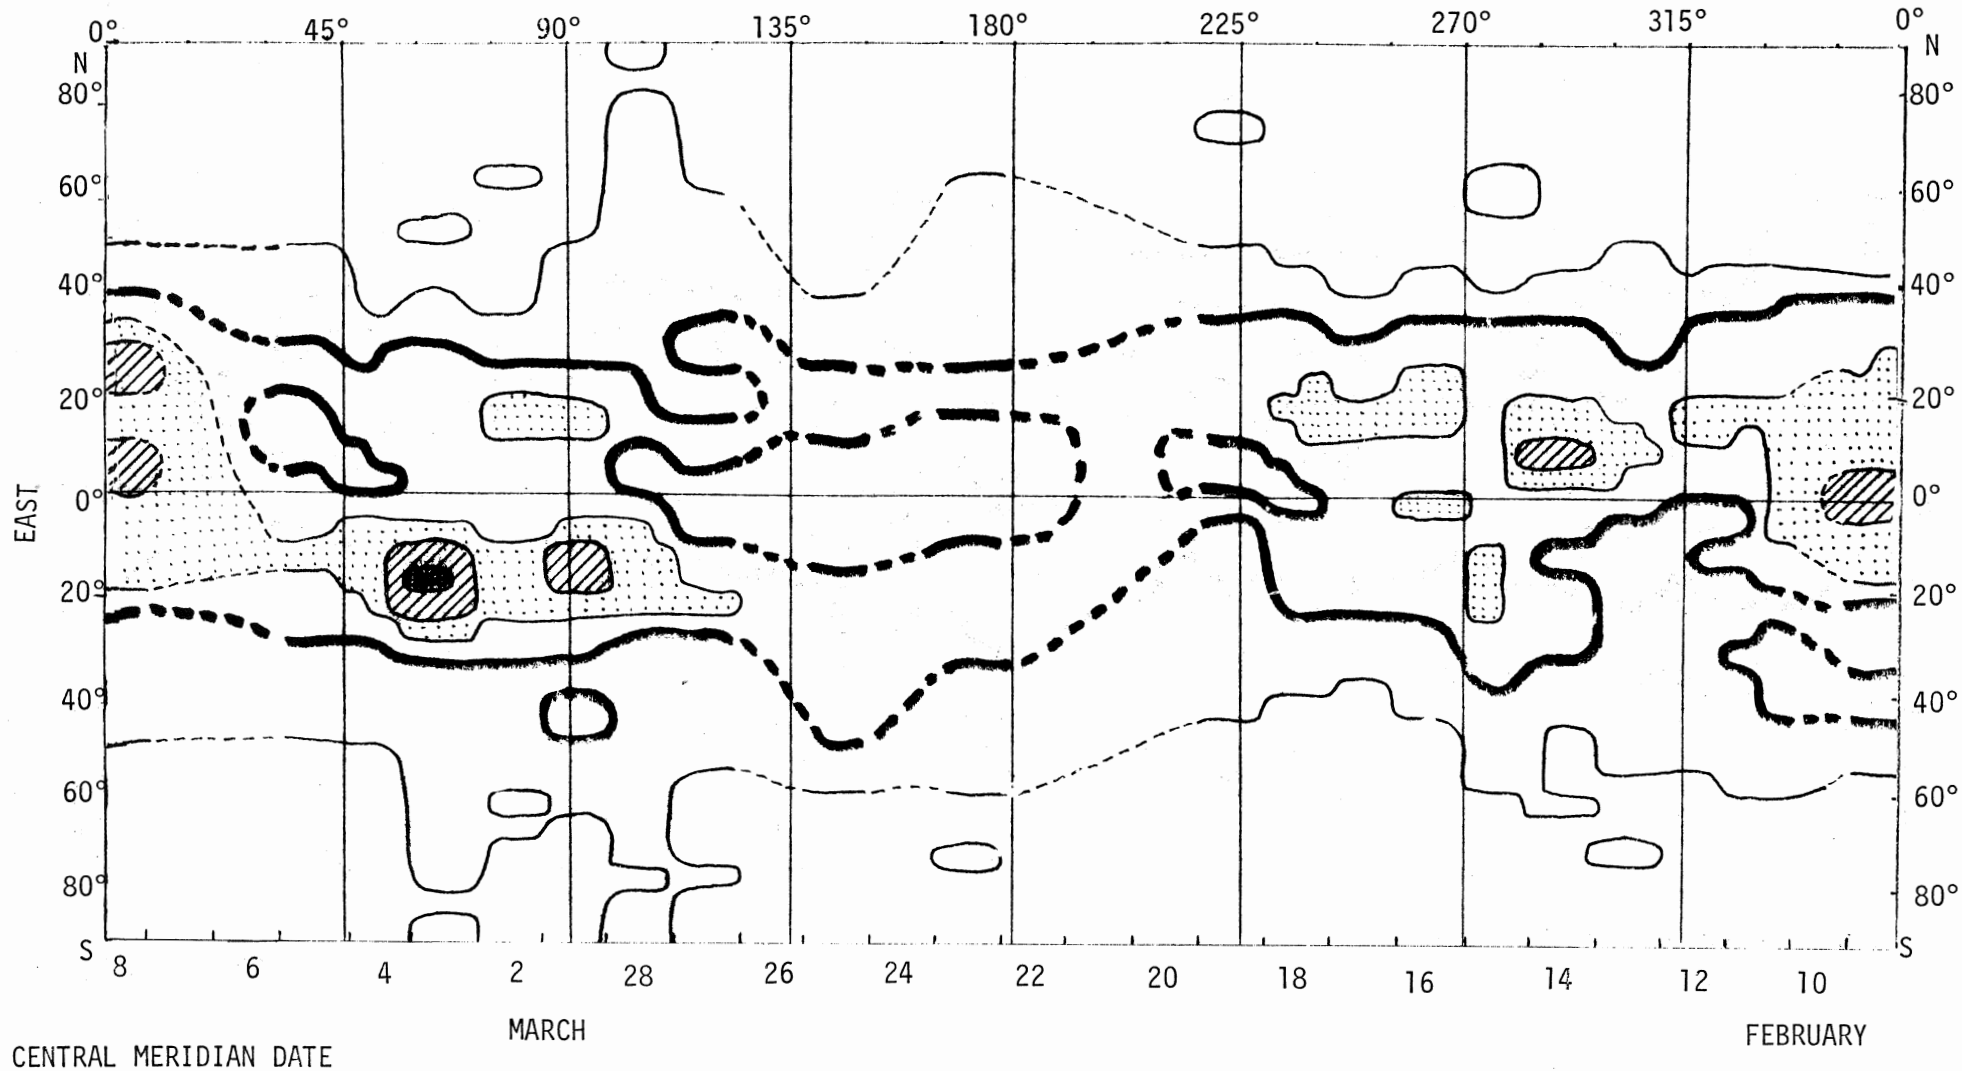 0° 45° 90° 135° 180° 225° 270° 315° 0°
N N
80° 80°
60° 60°
40° 40°
20° 20°
EAST 0° 0°
20° 20°
40° 40°
60° 60°
80° 80°
S S
8 6 4 2 28 26 24 22 20 18 16 14 12 10
MARCH FEBRUARY
CENTRAL MERIDIAN DATE